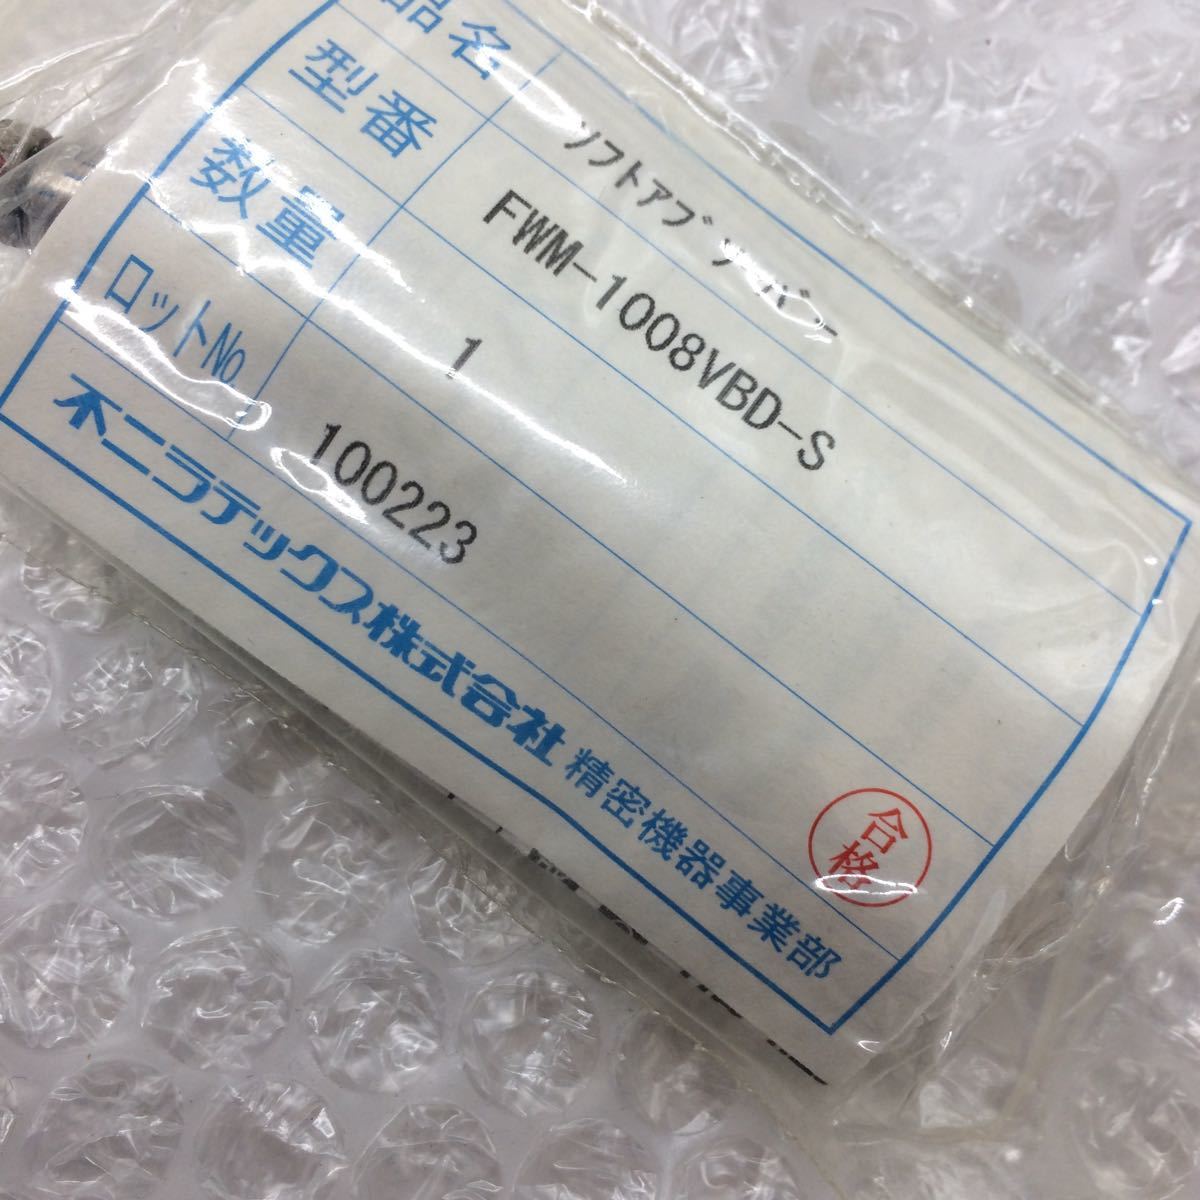 品名 ソフトアブソーバー
型番 FWM-1008VBD-S
数量 1
ロットNo. 100223
合格
不二ラテックス株式会社 精密機器事業部